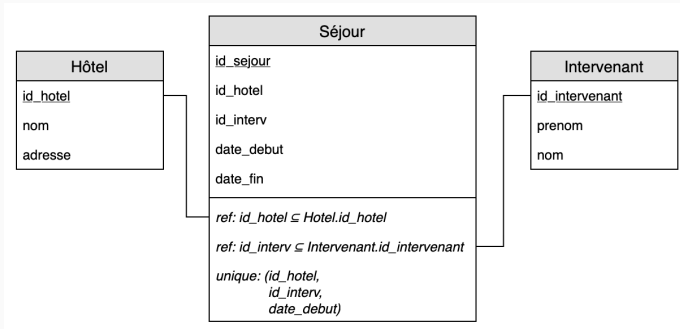 Hôtel
id_hotel
nom
adresse
Séjour
id_sejour
id_hotel
id_interv
date_debut
date_fin
ref: id_hotel ⊆ Hotel.id_hotel
ref: id_interv ⊆ Intervenant.id_intervenant
unique: (id_hotel,
id_interv,
date_debut)
Intervenant
id_intervenant
prenom
nom